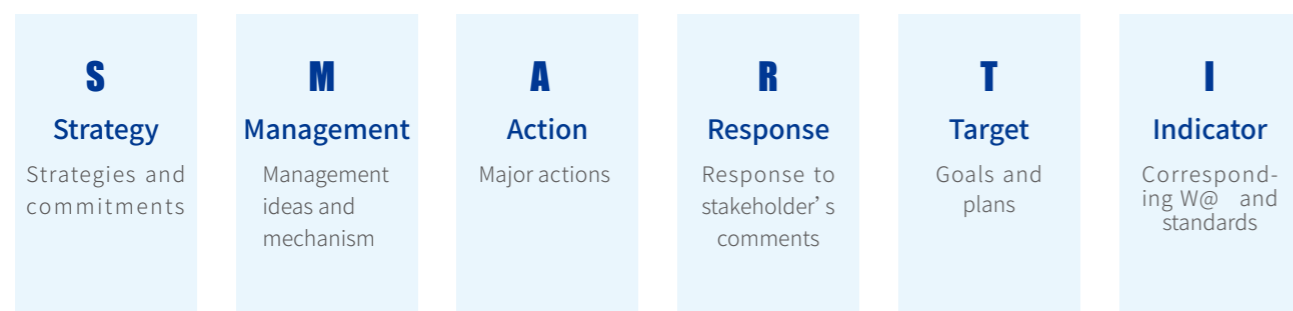 S
Strategy
Strategies and
commitments
M
Management
Management
ideas and
mechanism
A
Action
Major actions
R
Response
Response to
stakeholder’ s
comments
T
Target
Goals and
plans
I
Indicator
Correspond-
ing W@ and
standards